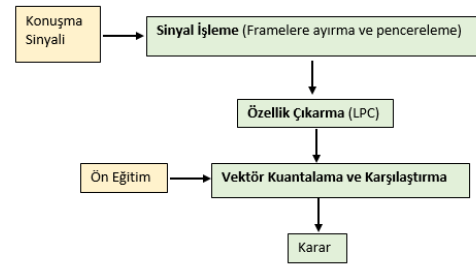 Konuşma
Sinyali
Sinyal İşleme (Framelere ayırma ve pencereleme)
Özellik Çıkarma (LPC)
Ön Eğitim
Vektör Kuantalama ve Karşılaştırma
Karar